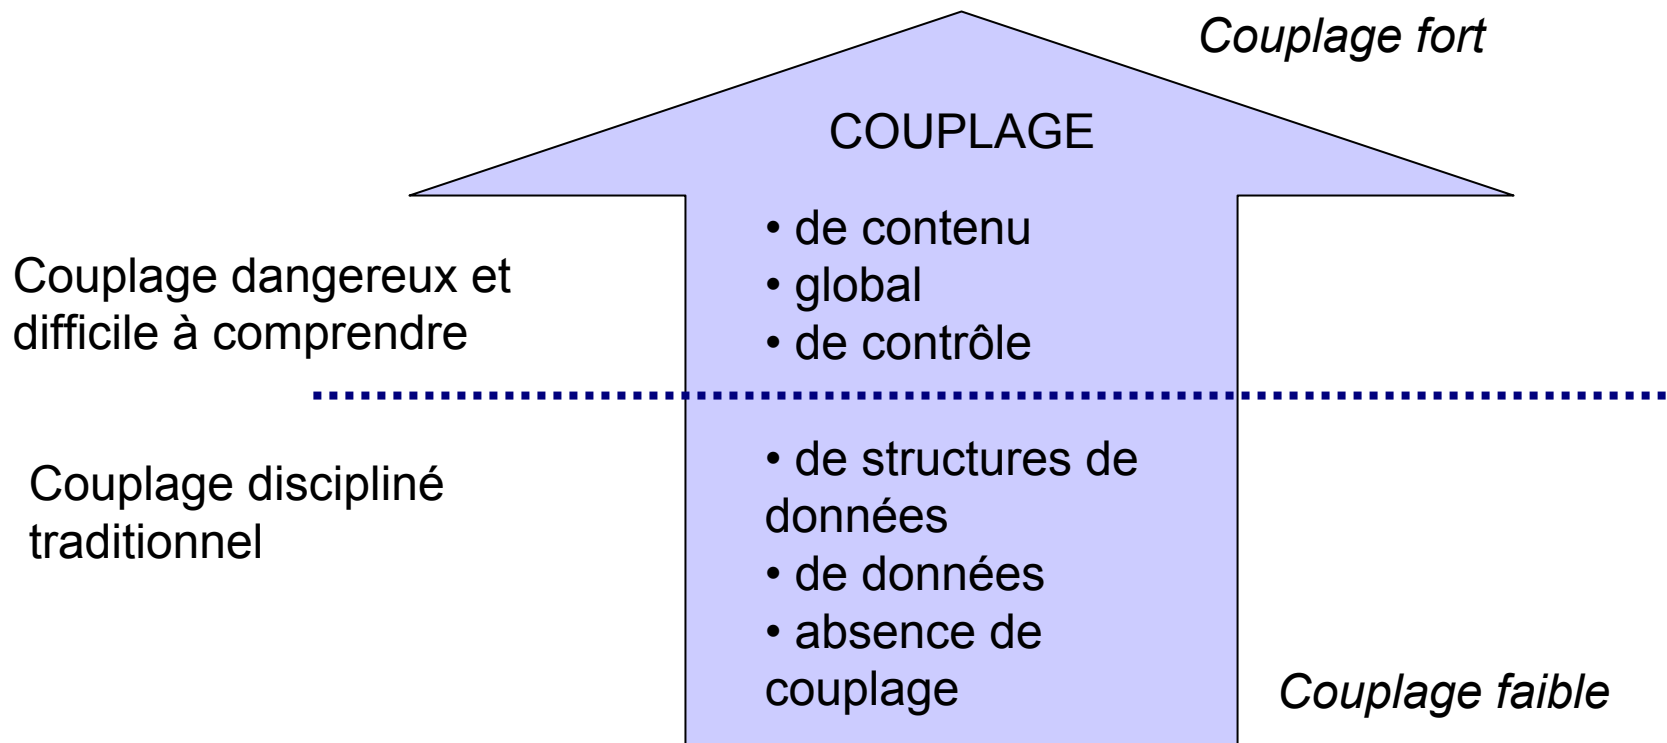 Couplage fort
COUPLAGE
• de contenu
• global
• de contrôle
Couplage dangereux et
difficile à comprendre
• de structures de
données
• de données
• absence de
couplage
Couplage discipliné
traditionnel
Couplage faible